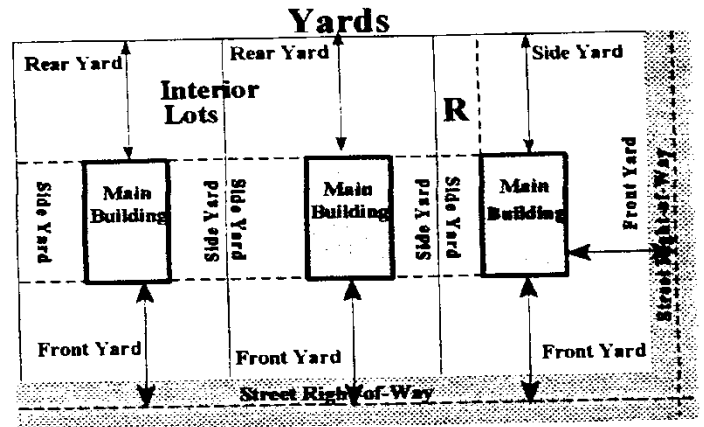 Yards
Rear Yard
Rear Yard
Side Yard
Interior
Lots
R
Main
Building
Main
Building
Main
Building
Side Yard
Side Yard
Side Yard
Side Yard
Side Yard
Front Yard
Street Right-of-Way
Front Yard
Front Yard
Front Yard
Street Right-of-Way